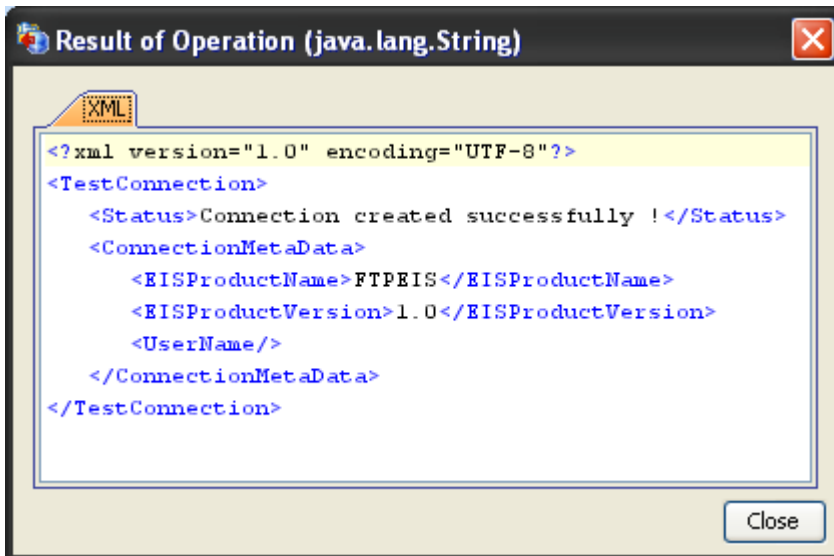 Result of Operation (java.lang.String)
XML
<?xml version="1.0" encoding="UTF-8"?>
<TestConnection>
<Status>Connection created successfully !</Status>
<ConnectionMetaData>
<EISProductName>FTPEIS</EISProductName>
<EISProductVersion>1.0</EISProductVersion>
<UserName/>
</ConnectionMetaData>
</TestConnection>
Close